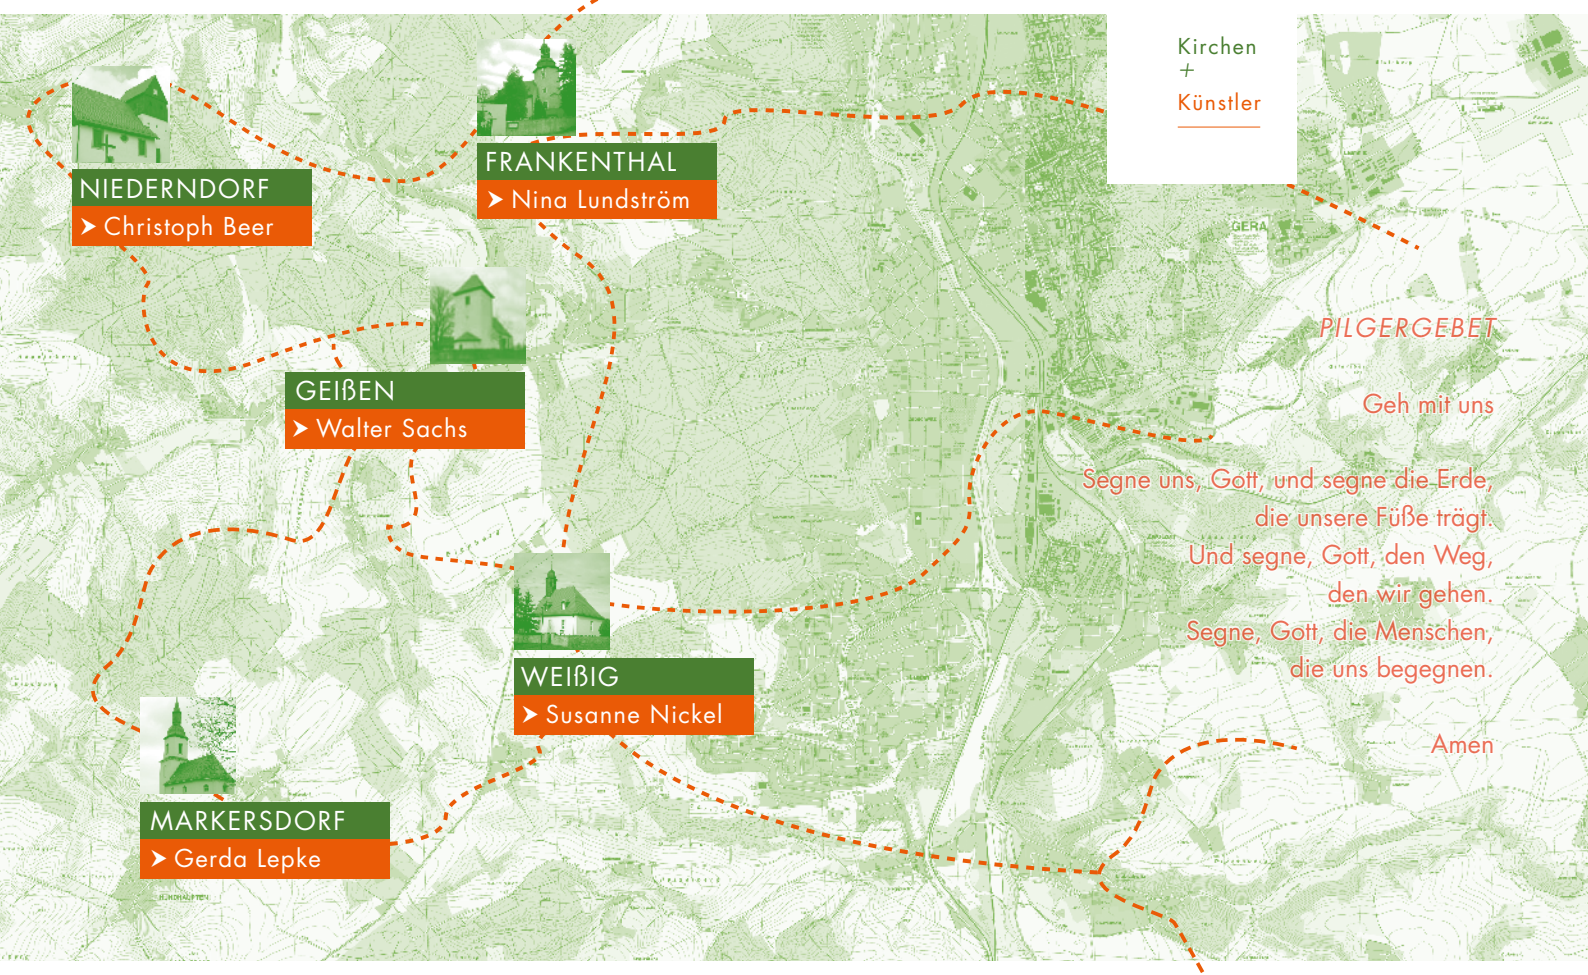 Kirchen
+
Künstler
NIEDERNDORF
➤ Christoph Beer
FRANKENTHAL
➤ Nina Lundström
GERA
GEIßEN
➤ Walter Sachs
PILGERGEBET
Geh mit uns
Segne uns, Gott, und segne die Erde,
die unsere Füße trägt.
Und segne, Gott, den Weg,
den wir gehen.
Segne, Gott, die Menschen,
die uns begegnen.
Amen
WEIßIG
➤ Susanne Nickel
MARKERSDORF
➤ Gerda Lepke